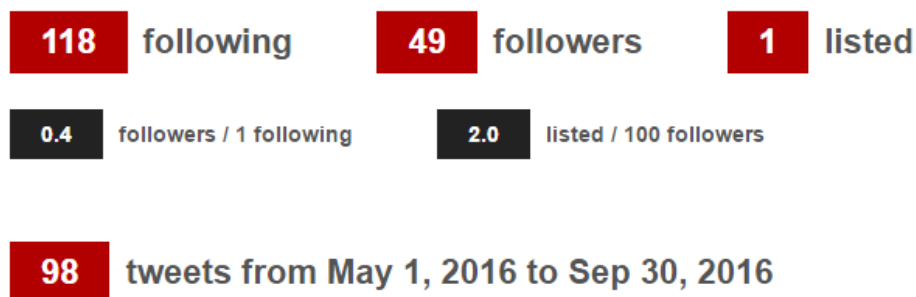 118 following 49 followers 1 listed
0.4 followers / 1 following 2.0 listed / 100 followers
98 tweets from May 1, 2016 to Sep 30, 2016